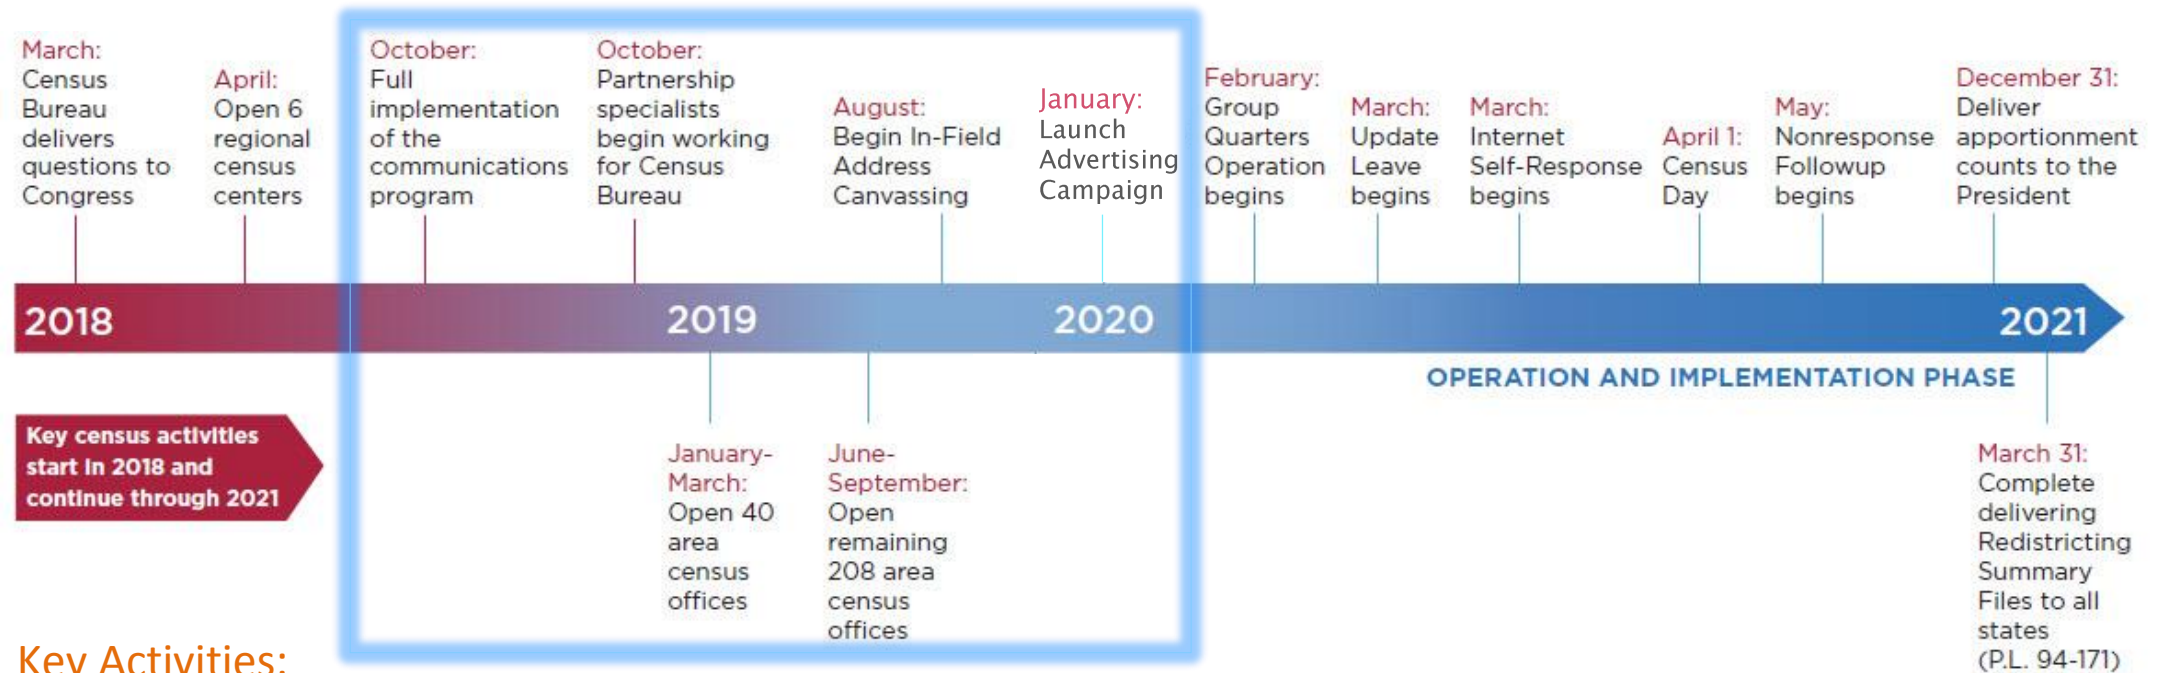 March:
Census
Bureau
delivers
questions to
Congress
April:
Open 6
regional
census
centers
October:
Full
implementation
of the
communications
program
October:
Partnership
specialists
begin working
for Census
Bureau
August:
Begin In-Field
Address
Canvassing
January:
Launch
Advertising
Campaign
February:
Group
Quarters
Operation
begins
March:
Update
Leave
begins
March:
Internet
Self-Response
begins
April 1:
Census
Day
May:
Nonresponse
Followup
begins
December 31:
Deliver
apportionment
counts to the
President
2018
2019
2020
2021
OPERATION AND IMPLEMENTATION PHASE
Key census activities
start in 2018 and
continue through 2021
January-
March:
Open 40
area
census
offices
June-
September:
Open
remaining
208 area
census
offices
March 31:
Complete
delivering
Redistricting
Summary
Files to all
states
(P.L. 94-171)
Key Activities: